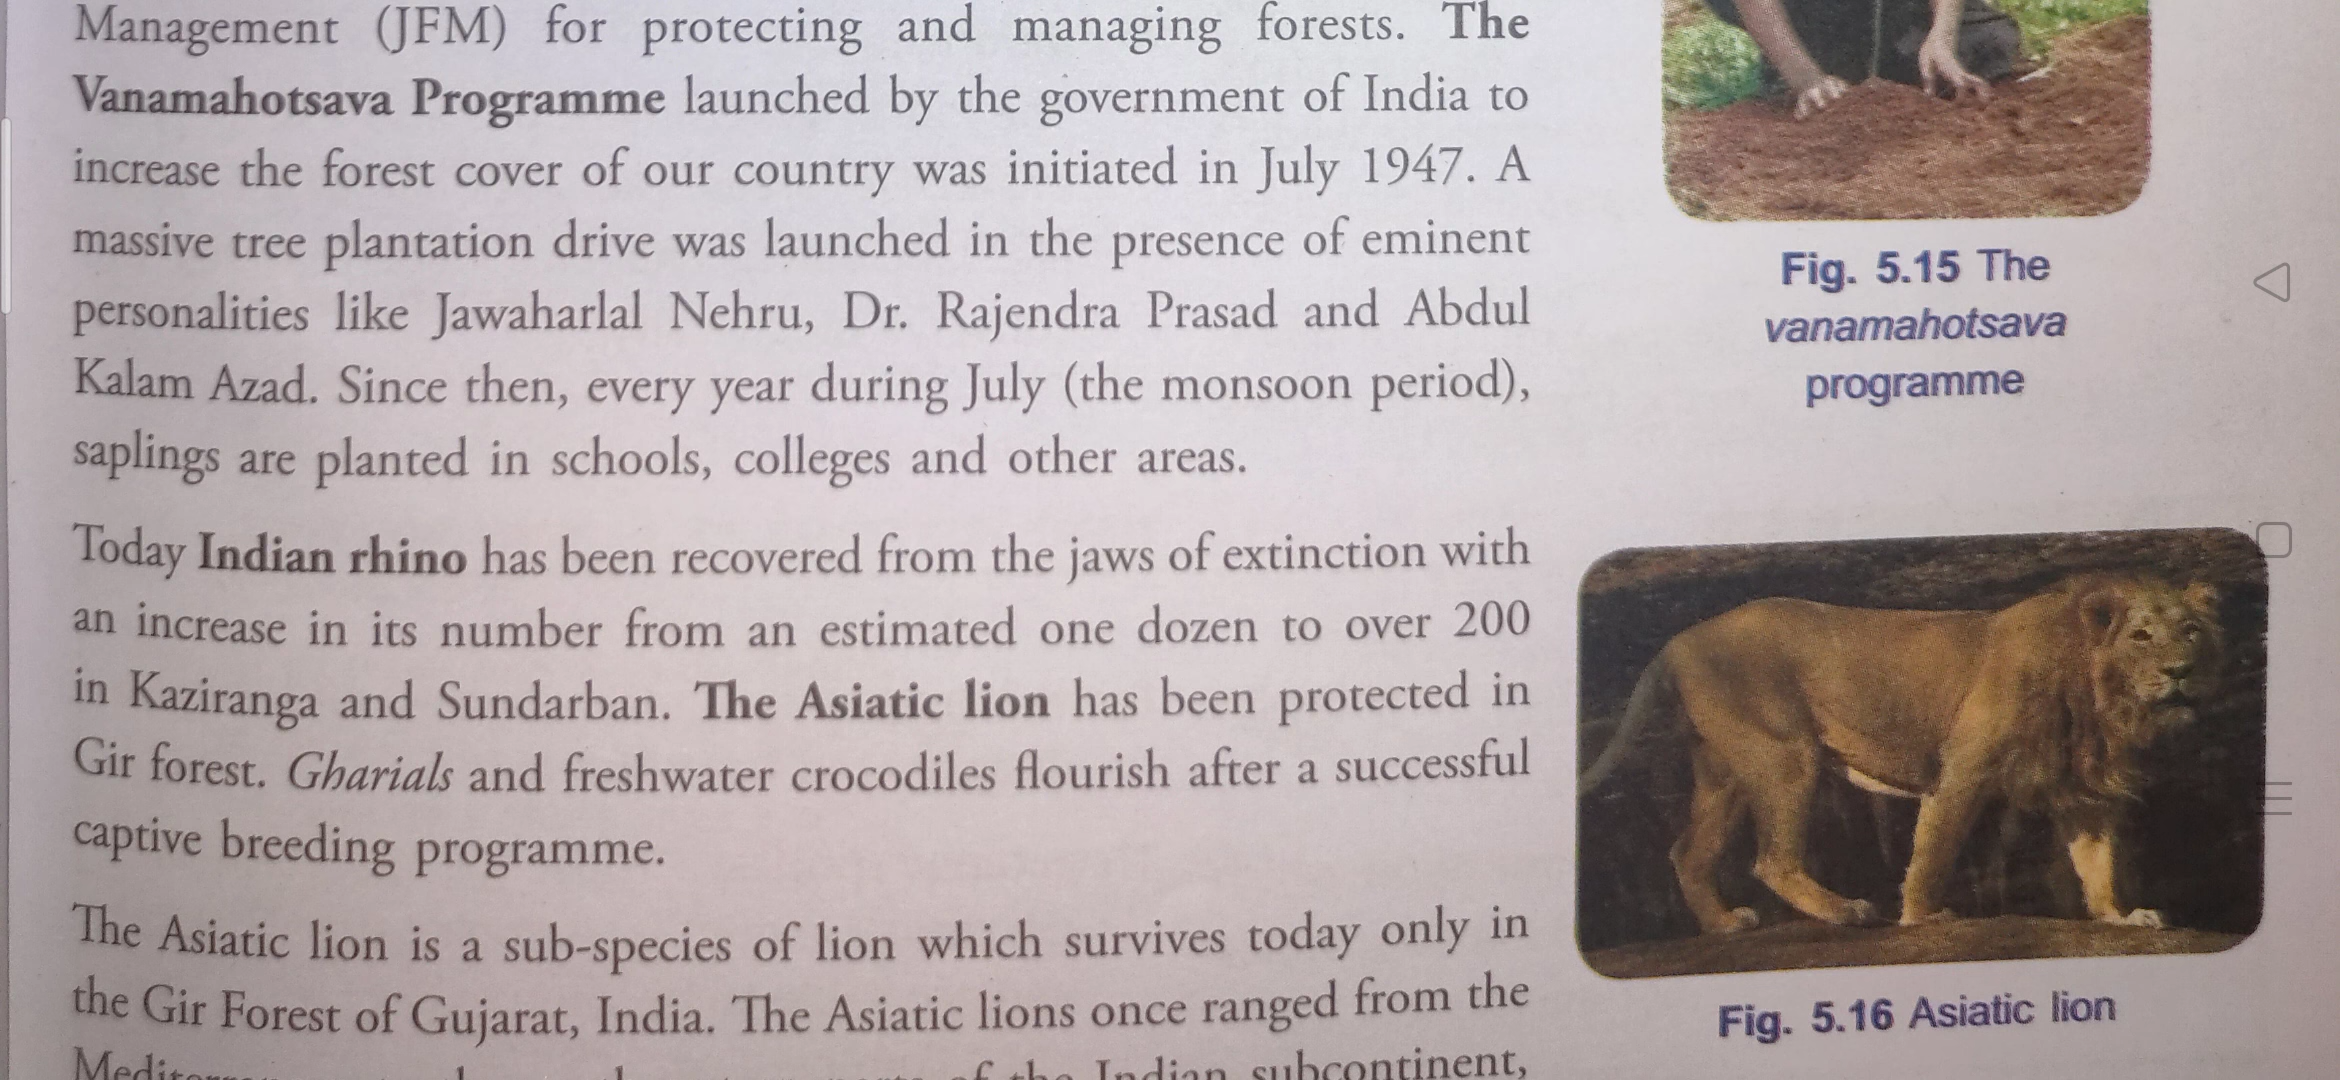 Management (JFM) for protecting and managing forests. The
Vanamahotsava Programme launched by the government of India to
increase the forest cover of our country was initiated in July 1947. A
massive tree plantation drive was launched in the presence of eminent
personalities like Jawaharlal Nehru, Dr. Rajendra Prasad and Abdul
Kalam Azad. Since then, every year during July (the monsoon period),
saplings are planted in schools, colleges and other areas.
Today Indian rhino has been recovered from the jaws of extinction with
an increase in its number from an estimated one dozen to over 200
in Kaziranga and Sundarban. The Asiatic lion has been protected in
Gir forest. Gharials and freshwater crocodiles flourish after a successful
captive breeding programme.
The Asiatic lion is a sub-species of lion which survives today only in
the Gir Forest of Gujarat, India. The Asiatic lions once ranged from the
of the Indian subcontinent,
Fig. 5.15 The
vanamahotsava
programme
Fig. 5.16 Asiatic lion